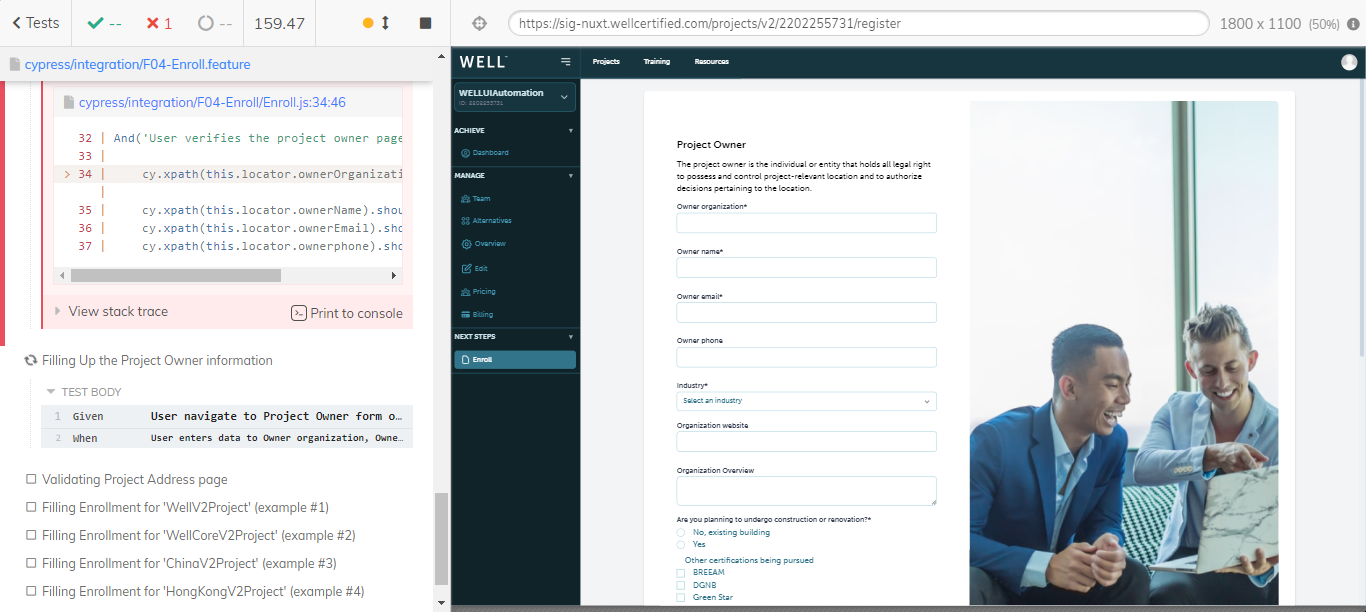 Tests
--
1
--
159.47
https://sig-nuxt.wellcertified.com/projects/v2/2202255731/register
1800 x 1100 (50%)
cypress/integration/F04-Enroll.feature
cypress/integration/F04-Enroll/Enroll.js:34:46
32 | And('User verifies the project owner page
33 |
> 34 | cy.xpath(this.locator.ownerOrganizati
|
35 | cy.xpath(this.locator.ownerName).shou
36 | cy.xpath(this.locator.ownerEmail).sho
37 | cy.xpath(this.locator.ownerphone).sho
View stack trace
Print to console
Filling Up the Project Owner information
TEST BODY
1 Given User navigate to Project Owner form o...
2 When User enters data to Owner organization, Owne...
Validating Project Address page
Filling Enrollment for 'WellV2Project' (example #1)
Filling Enrollment for 'WellCoreV2Project' (example #2)
Filling Enrollment for 'ChinaV2Project' (example #3)
Filling Enrollment for 'HongKongV2Project' (example #4)
WELL
Projects
Training
Resources
WELLUIAutomation
ACHIEVE
Dashboard
MANAGE
Team
Alternatives
Overview
Edit
Pricing
Billing
NEXT STEPS
Enroll
Project Owner
The project owner is the individual or entity that holds all legal right
to possess and control project-relevant location and to authorize
decisions pertaining to the location.
Owner organization*
Owner name*
Owner email*
Owner phone
Industry*
Select an industry
Organization website
Organization Overview
Are you planning to undergo construction or renovation?*
No, existing building
Yes
Other certifications being pursued
BREEAM
DGNB
Green Star